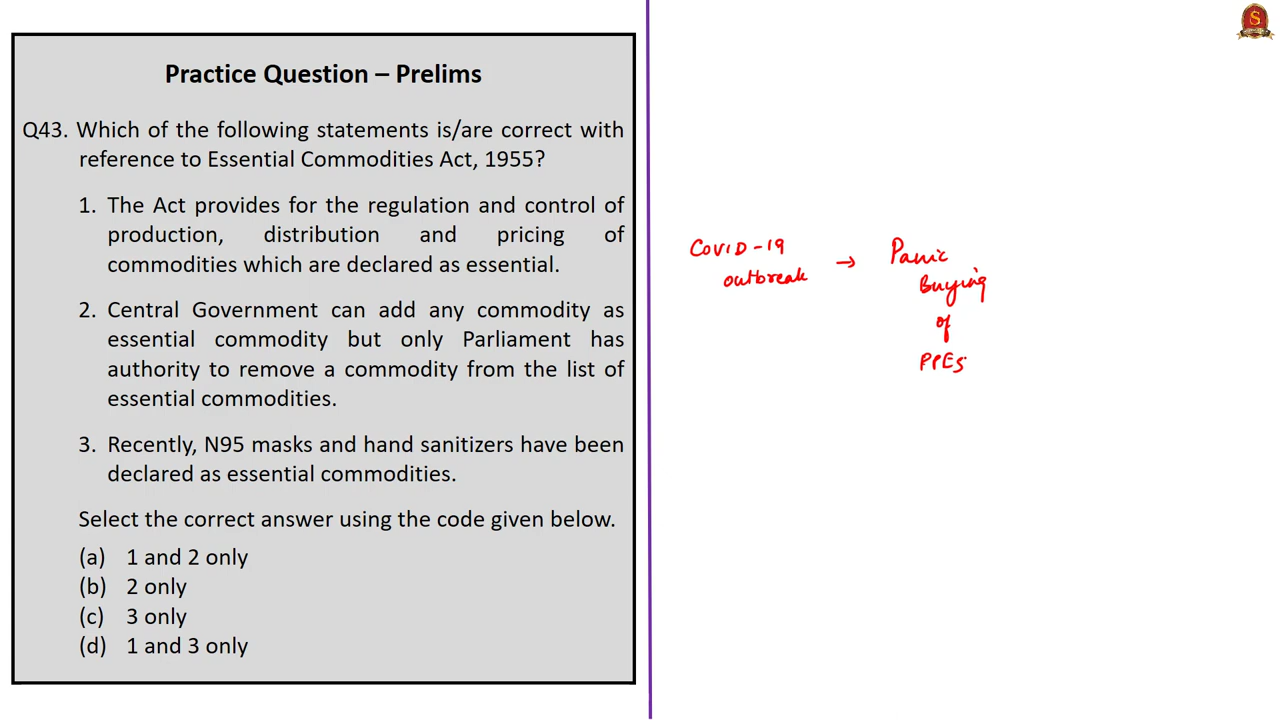 Practice Question – Prelims
Q43. Which of the following statements is/are correct with
reference to Essential Commodities Act, 1955?
1. The Act provides for the regulation and control of
production, distribution and pricing of
commodities which are declared as essential.
2. Central Government can add any commodity as
essential commodity but only Parliament has
authority to remove a commodity from the list of
essential commodities.
3. Recently, N95 masks and hand sanitizers have been
declared as essential commodities.
Select the correct answer using the code given below.
(a) 1 and 2 only
(b) 2 only
(c) 3 only
(d) 1 and 3 only
COVID-19
outbreak → Panic
Buying
of
PPEs
S